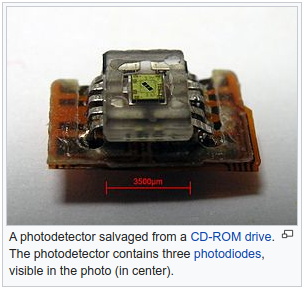 3500µm
A photodetector salvaged from a CD-ROM drive.
The photodetector contains three photodiodes,
visible in the photo (in center).